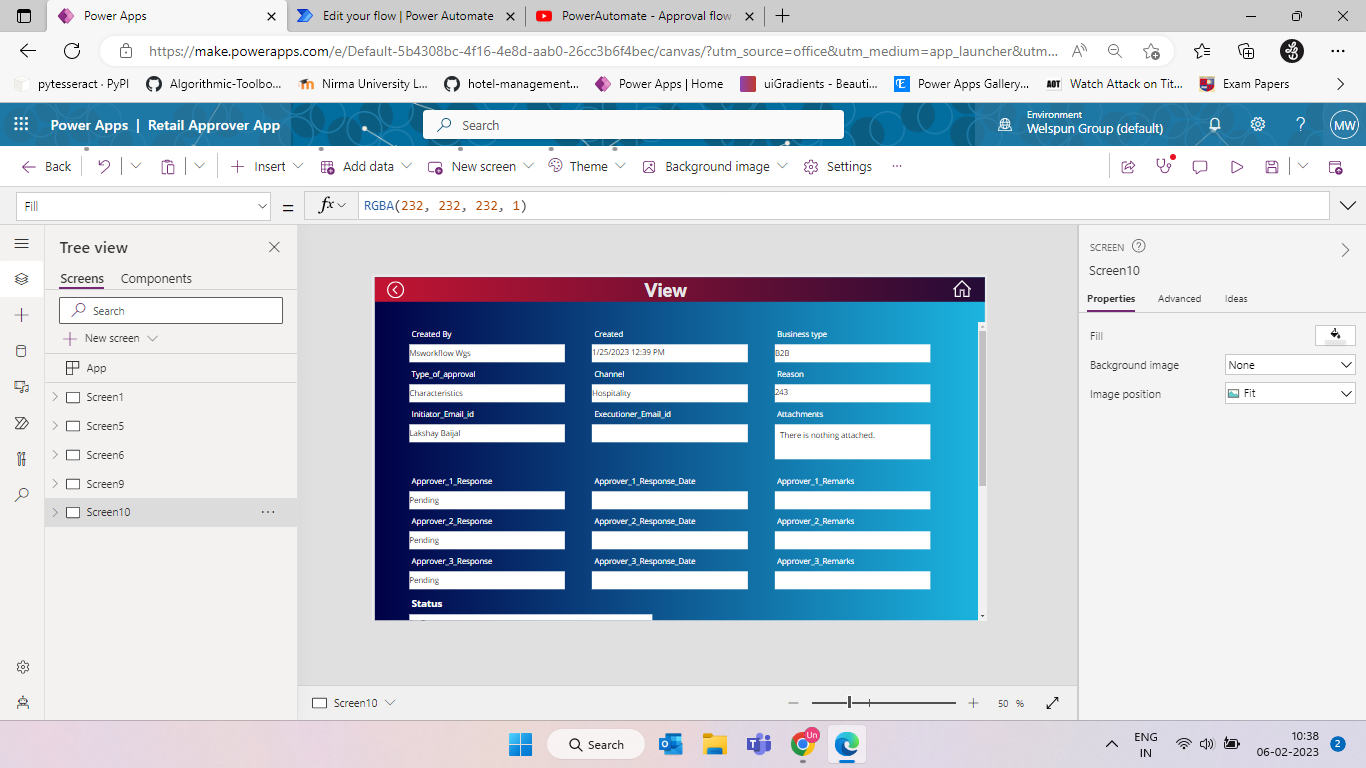 Power Apps
Edit your flow | Power Automate
PowerAutomate - Approval flow
https://make.powerapps.com/e/Default-5b4308bc-4f16-4e8d-aab0-26cc3b6f4bec/canvas/?utm_source=office&utm_medium=app_launcher&utm...
pytesseract · PyPI
Algorithmic-Toolbo...
Nirma University L...
hotel-management...
Power Apps | Home
uiGradients - Beauti...
Power Apps Gallery...
AOT
Watch Attack on Tit...
Exam Papers
Power Apps | Retail Approver App
Search
Environment
Welspun Group (default)
?
MW
Back
Insert
Add data
New screen
Theme
Background image
Settings
...
Fill
=
fx
RGBA(232, 232, 232, 1)
Tree view
Screens
Components
Search
New screen
App
Screen1
Screen5
Screen6
Screen9
Screen10
...
View
Created By
Created
Business type
Msworkflow Wgs
1/25/2023 12:39 PM
B2B
Type_of_approval
Channel
Reason
Characteristics
Hospitality
243
Initiator_Email_id
Executioner_Email_id
Attachments
Lakshay Baijal
There is nothing attached.
Approver_1_Response
Approver_1_Response_Date
Approver_1_Remarks
Pending
Approver_2_Response
Approver_2_Response_Date
Approver_2_Remarks
Pending
Approver_3_Response
Approver_3_Response_Date
Approver_3_Remarks
Pending
Status
SCREEN
Screen10
Properties
Advanced
Ideas
Fill
Background image
None
Image position
Fit
Screen10
50 %
Search
Un
ENG
IN
10:38
06-02-2023
2